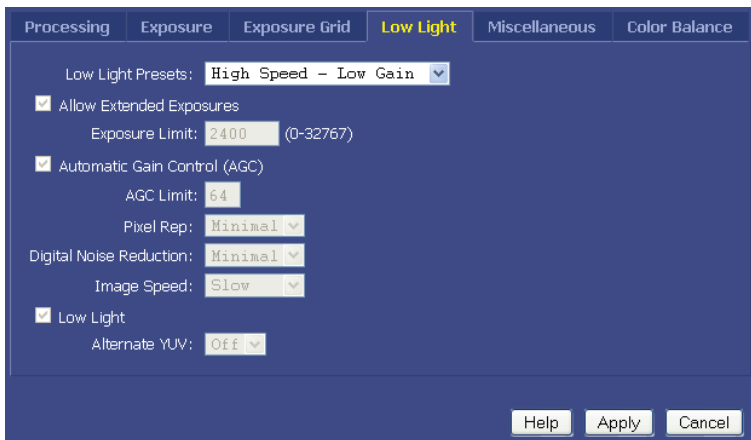 Processing Exposure Exposure Grid Low Light Miscellaneous Color Balance
Low Light Presets: High Speed - Low Gain
Allow Extended Exposures
Exposure Limit: 2400 (0-32767)
Automatic Gain Control (AGC)
AGC Limit: 64
Pixel Rep: Minimal
Digital Noise Reduction: Minimal
Image Speed: Slow
Low Light
Alternate YUV: Off
Help Apply Cancel